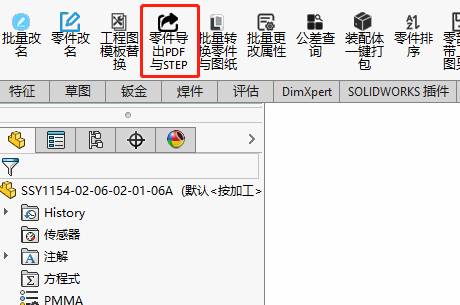 批量改名
零件改名
工程图模板替换
零件导出PDF与STEP
批量转换零件与图纸
批量更改属性
公差查询
装配体一键打包
零件排序
特征
草图
钣金
焊件
评估
DimXpert
SOLIDWORKS 插件
SSY1154-02-06-02-01-06A (默认<按加工>
History
传感器
注解
方程式
PMMA